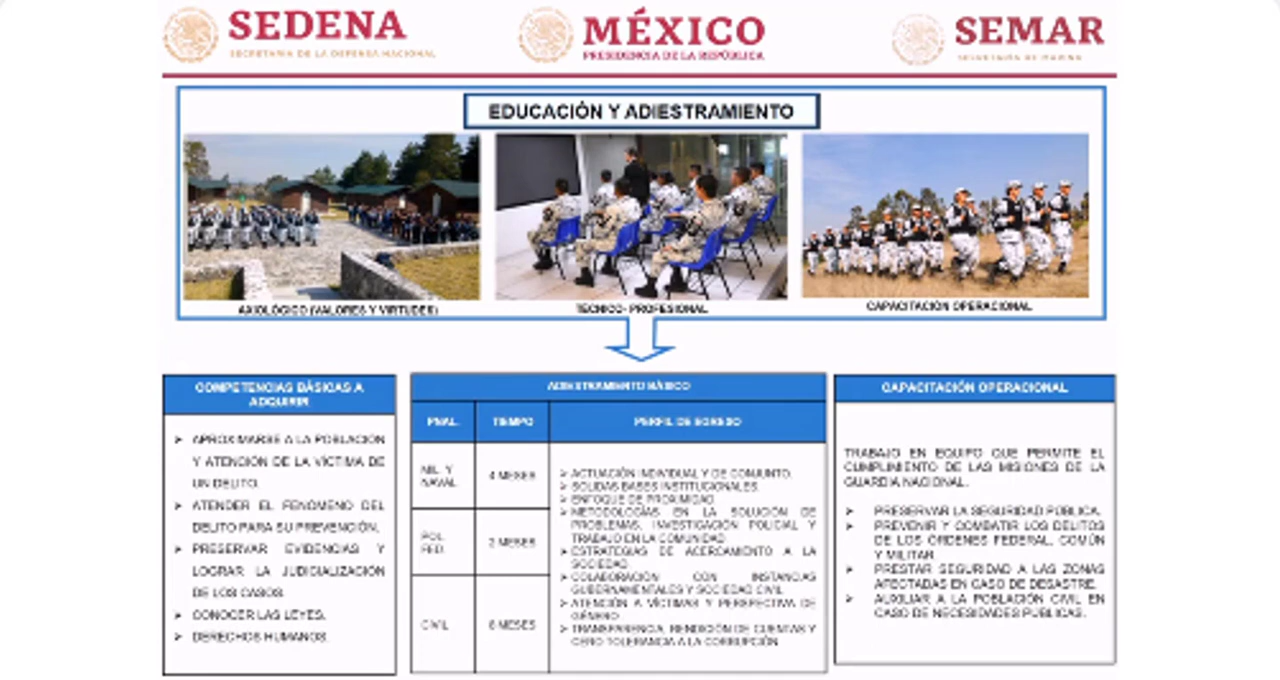 SEDENA
SECRETARÍA DE LA DEFENSA NACIONAL
MÉXICO
PRESIDENCIA DE LA REPÚBLICA
SEMAR
SECRETARÍA DE MARINA
EDUCACIÓN Y ADIESTRAMIENTO
AXIOLÓGICO (VALORES Y VIRTUDES)
TÉCNICO- PROFESIONAL
CAPACITACIÓN OPERACIONAL
COMPETENCIAS BÁSICAS A
ADQUIRIR
➢ APROXIMARSE A LA POBLACIÓN
Y ATENCIÓN DE LA VÍCTIMA DE
UN DELITO.
➢ ATENDER EL FENÓMENO DEL
DELITO PARA SU PREVENCIÓN.
➢ PRESERVAR EVIDENCIAS Y
LOGRAR LA JUDICIALIZACIÓN
DE LOS CASOS.
➢ CONOCER LAS LEYES.
➢ DERECHOS HUMANOS.
ADIESTRAMIENTO BÁSICO
PNAL. TIEMPO PERFIL DE EGRESO
MIL. Y
NAVAL
4 MESES
POL.
FED.
2 MESES
CIVIL
6 MESES
➢ ACTUACIÓN INDIVIDUAL Y DE CONJUNTO.
➢ SOLIDAS BASES INSTITUCIONALES.
➢ ENFOQUE DE PROXIMIDAD.
➢ METODOLOGÍAS EN LA SOLUCIÓN DE
PROBLEMAS, INVESTIGACIÓN POLICIAL Y
TRABAJO EN LA COMUNIDAD.
➢ ESTRATEGIAS DE ACERCAMIENTO A LA
SOCIEDAD.
➢ COLABORACIÓN CON INSTANCIAS
GUBERNAMENTALES Y SOCIEDAD CIVIL.
➢ ATENCIÓN A VÍCTIMAS Y PERSPECTIVA DE
GÉNERO.
➢ TRANSPARENCIA, RENDICIÓN DE CUENTAS Y
CERO TOLERANCIA A LA CORRUPCIÓN.
CAPACITACIÓN OPERACIONAL
TRABAJO EN EQUIPO QUE PERMITE EL
CUMPLIMIENTO DE LAS MISIONES DE LA
GUARDIA NACIONAL.
➢ PRESERVAR LA SEGURIDAD PÚBLICA.
➢ PREVENIR Y COMBATIR LOS DELITOS
DE LOS ÓRDENES FEDERAL, COMÚN
Y MILITAR
➢ PRESTAR SEGURIDAD A LAS ZONAS
AFECTADAS EN CASO DE DESASTRE.
➢ AUXILIAR A LA POBLACIÓN CIVIL EN
CASO DE NECESIDADES PUBLICAS.